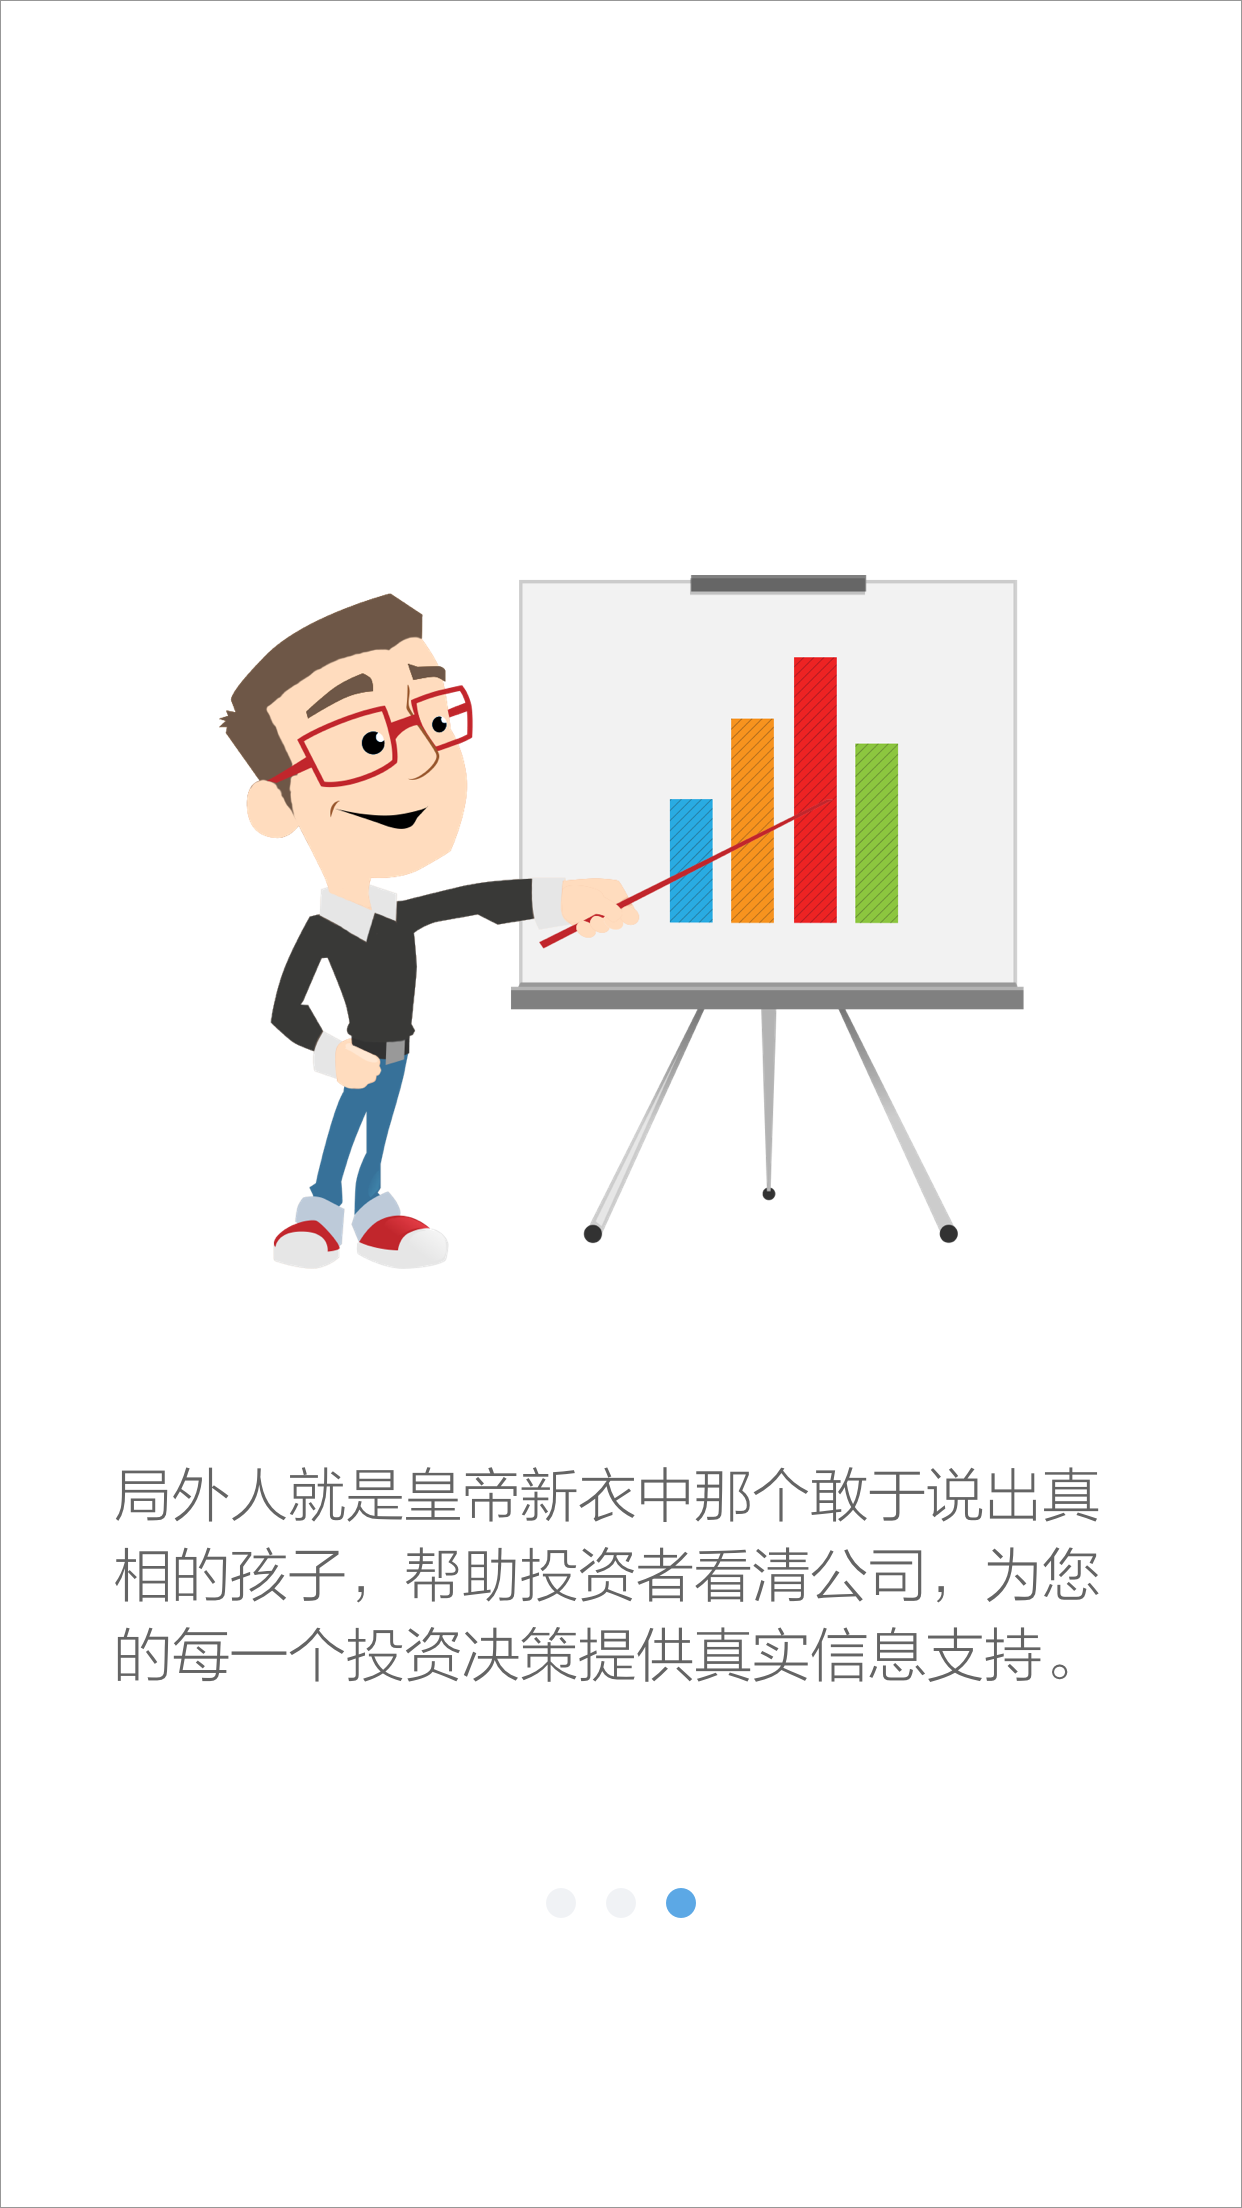 局外人就是皇帝新衣中那个敢于说出真
相的孩子，帮助投资者看清公司，为您
的每一个投资决策提供真实信息支持。